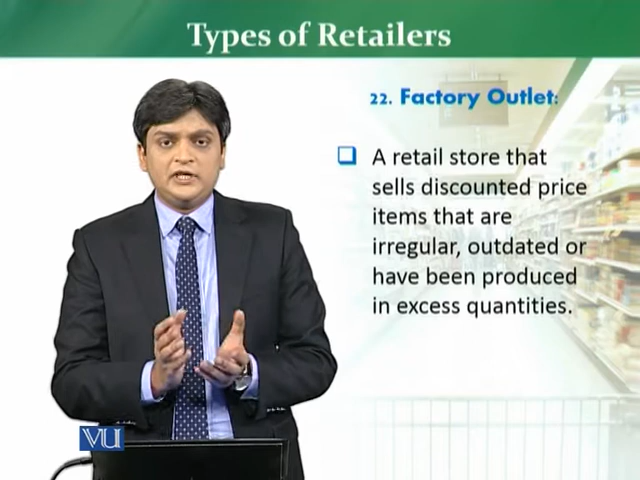 Types of Retailers
22. Factory Outlet:
A retail store that
sells discounted price
items that are
irregular, outdated or
have been produced
in excess quantities.
VU